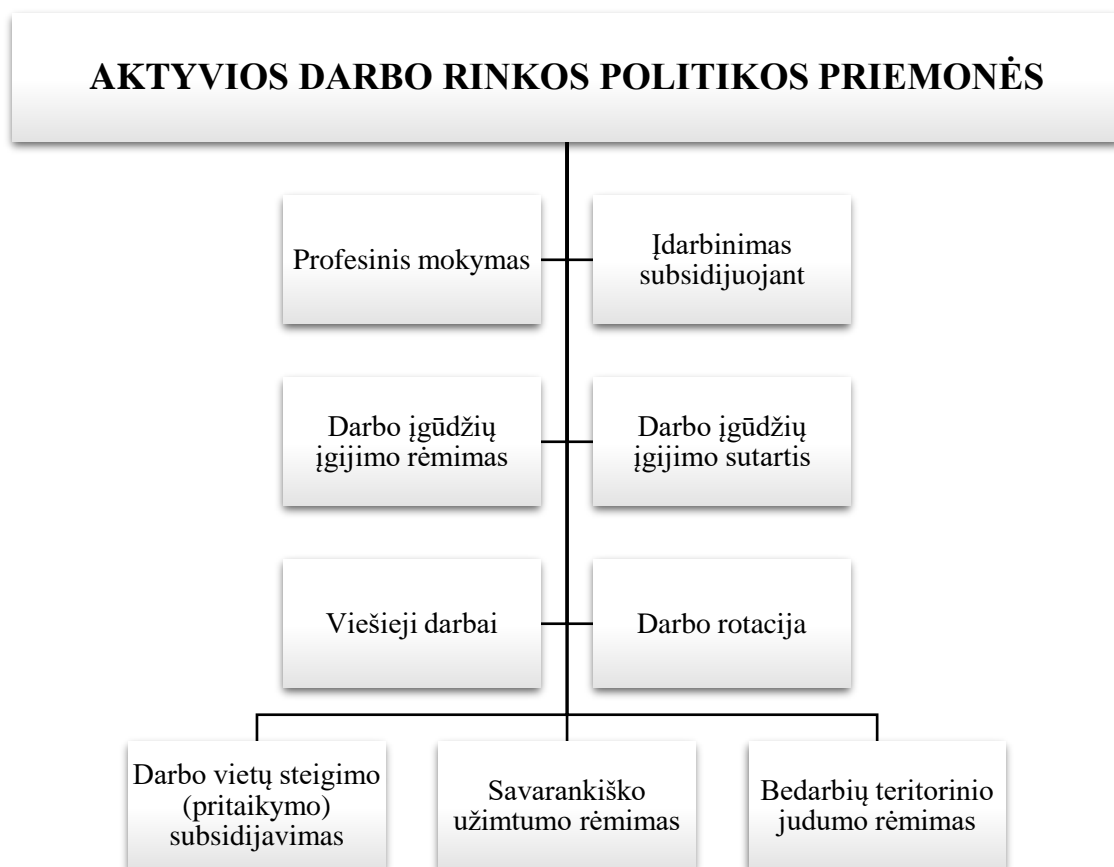 AKTYVIOS DARBO RINKOS POLITIKOS PRIEMONĖS
Profesinis mokymas
Įdarbinimas
subsidijuojant
Darbo įgūdžių
įgijimo rėmimas
Darbo įgūdžių
įgijimo sutartis
Viešieji darbai
Darbo rotacija
Darbo vietų steigimo
(pritaikymo)
subsidijavimas
Savarankiško
užimtumo rėmimas
Bedarbių teritorinio
judumo rėmimas